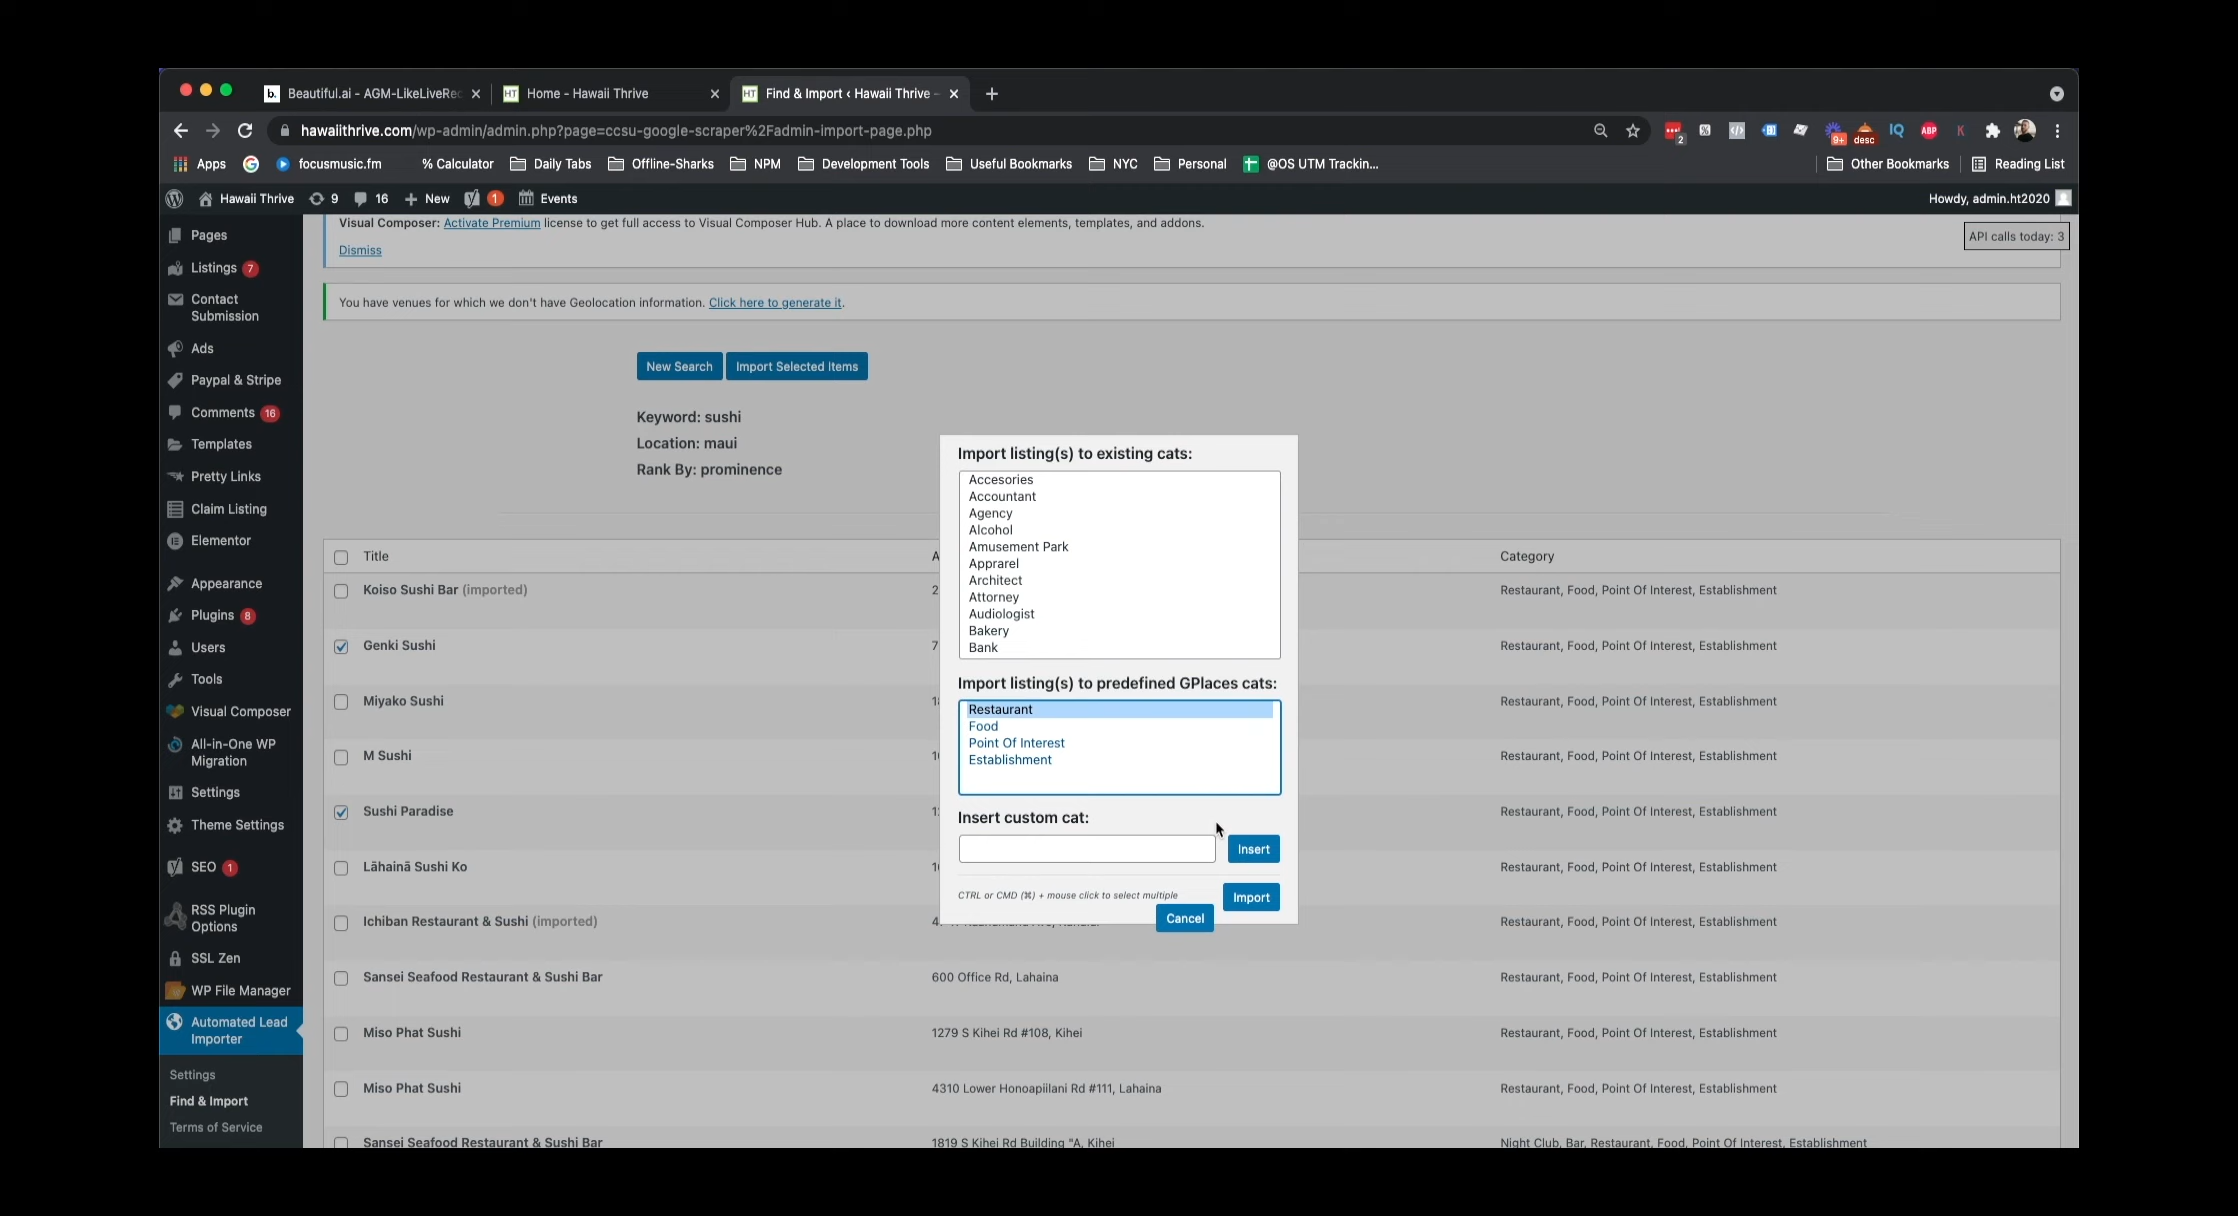 Beautiful.ai - AGM-LikeLiveRec
Home - Hawaii Thrive
Find & Import ‹ Hawaii Thrive -
hawaiithrive.com/wp-admin/admin.php?page=ccsu-google-scraper%2Fadmin-import-page.php
2
9+
desc
IQ
ABP
K
Apps
focusmusic.fm
% Calculator
Daily Tabs
Offline-Sharks
NPM
Development Tools
Useful Bookmarks
NYC
Personal
@OS UTM Trackin...
Other Bookmarks
Reading List
Hawaii Thrive
9
16
New
1
Events
Howdy, admin.ht2020
Pages
Listings 7
Contact
Submission
Ads
Paypal & Stripe
Comments 16
Templates
Pretty Links
Claim Listing
Elementor
Appearance
Plugins 8
Users
Tools
Visual Composer
All-in-One WP
Migration
Settings
Theme Settings
SEO 1
RSS Plugin
Options
SSL Zen
WP File Manager
Automated Lead
Importer
Settings
Find & Import
Terms of Service
Visual Composer: Activate Premium license to get full access to Visual Composer Hub. A place to download more content elements, templates, and addons.
Dismiss
API calls today: 3
You have venues for which we don't have Geolocation information. Click here to generate it.
New Search
Import Selected Items
Keyword: sushi
Location: maui
Rank By: prominence
Title
Category
Koiso Sushi Bar (imported)
Restaurant, Food, Point Of Interest, Establishment
Genki Sushi
Restaurant, Food, Point Of Interest, Establishment
Miyako Sushi
Restaurant, Food, Point Of Interest, Establishment
M Sushi
Restaurant, Food, Point Of Interest, Establishment
Sushi Paradise
Restaurant, Food, Point Of Interest, Establishment
Lāhainā Sushi Ko
Restaurant, Food, Point Of Interest, Establishment
Ichiban Restaurant & Sushi (imported)
Restaurant, Food, Point Of Interest, Establishment
Sansei Seafood Restaurant & Sushi Bar
600 Office Rd, Lahaina
Restaurant, Food, Point Of Interest, Establishment
Miso Phat Sushi
1279 S Kihei Rd #108, Kihei
Restaurant, Food, Point Of Interest, Establishment
Miso Phat Sushi
4310 Lower Honoapiilani Rd #111, Lahaina
Restaurant, Food, Point Of Interest, Establishment
Sansei Seafood Restaurant & Sushi Bar
1819 S Kihei Rd Building "A, Kihei
Night Club, Bar, Restaurant, Food, Point Of Interest, Establishment
Import listing(s) to existing cats:
Accesories
Accountant
Agency
Alcohol
Amusement Park
Apprarel
Architect
Attorney
Audiologist
Bakery
Bank
Import listing(s) to predefined GPlaces cats:
Restaurant
Food
Point Of Interest
Establishment
Insert custom cat:
Insert
CTRL or CMD (⌘) + mouse click to select multiple
Import
Cancel